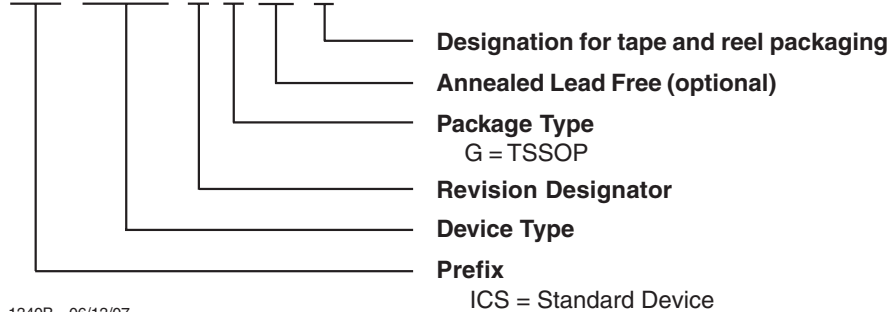 Designation for tape and reel packaging
Annealed Lead Free (optional)
Package Type
G = TSSOP
Revision Designator
Device Type
Prefix
ICS = Standard Device